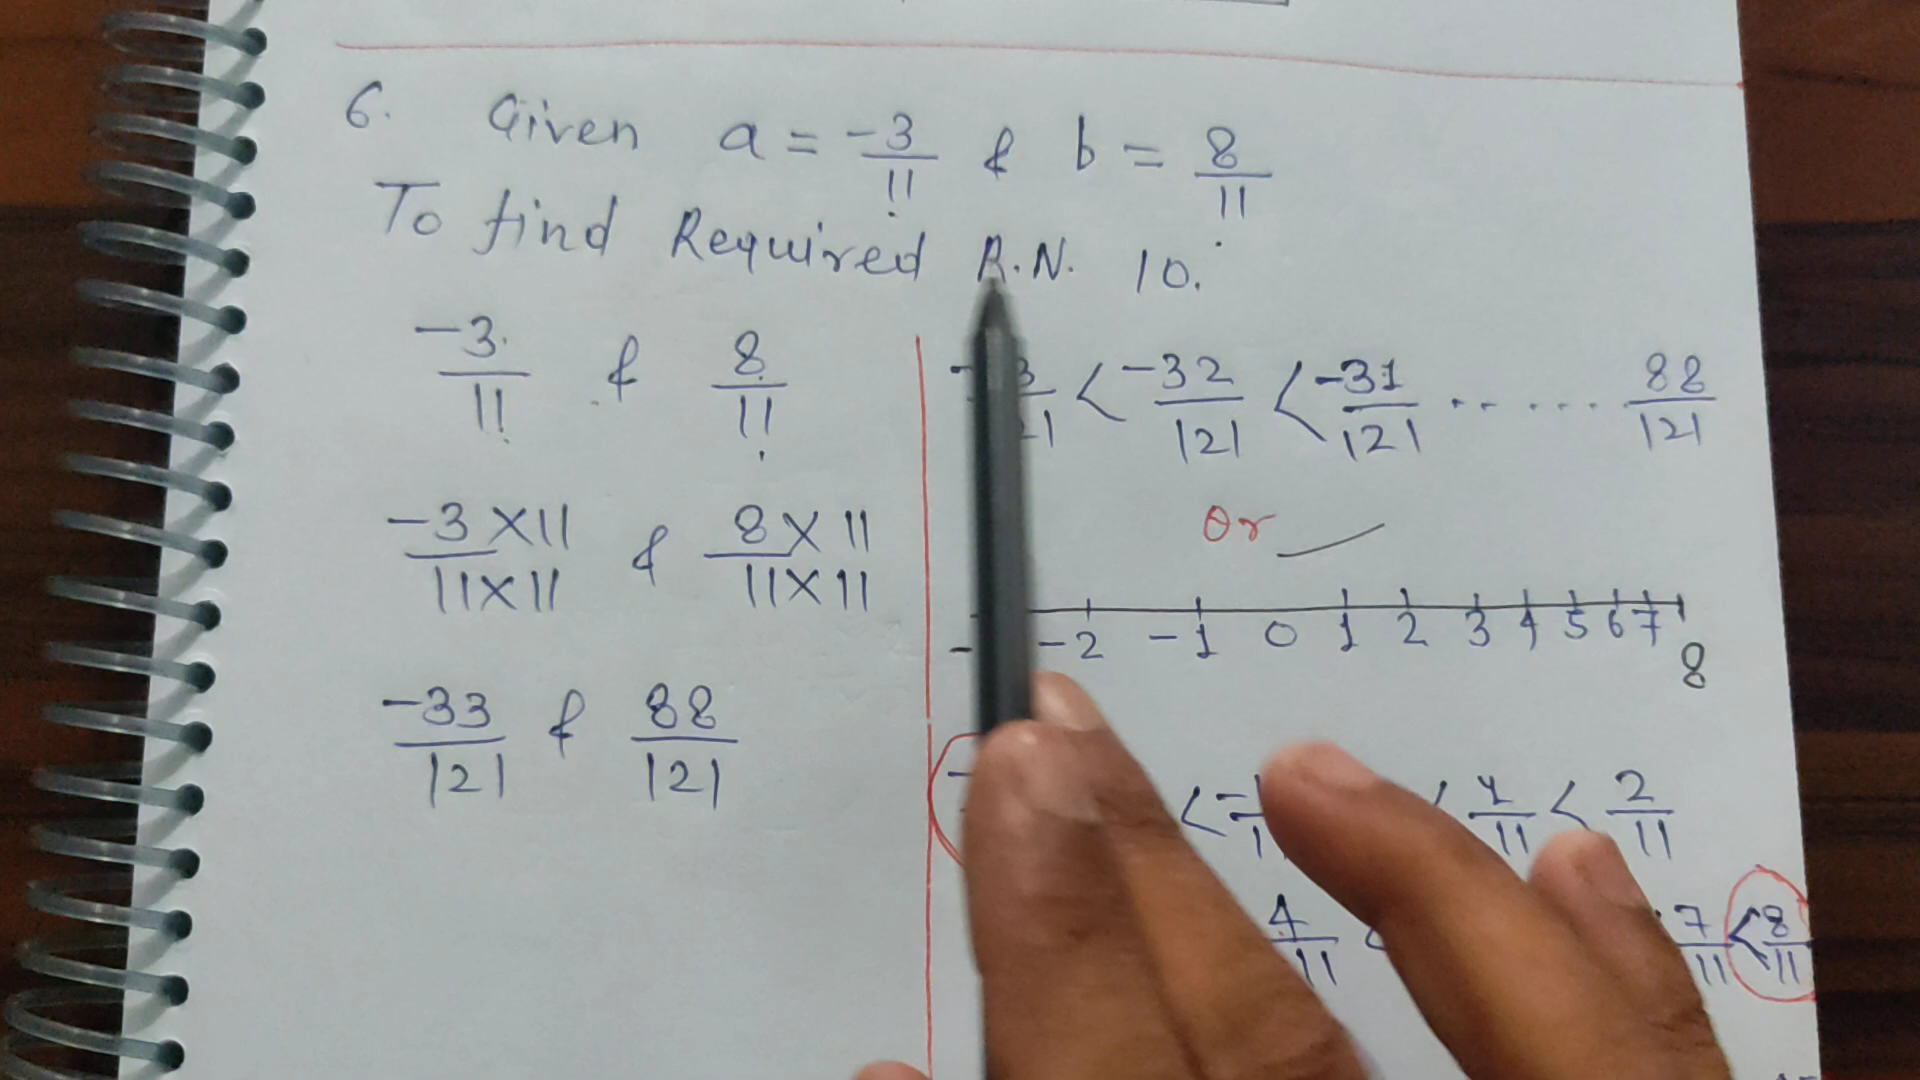 6. Given a = -3/11 & b = 8/11
To find Required R.N. 10.
-3/11 & 8/11
-3×11/11×11 & 8×11/11×11
-33/121 & 88/121
< -32/121 < -31/121 ...... 88/121
Or
-2 -1 0 1 2 3 4 5 6 7 8
< 1/11 < 2/11
4/11 < 7/11 < 8/11